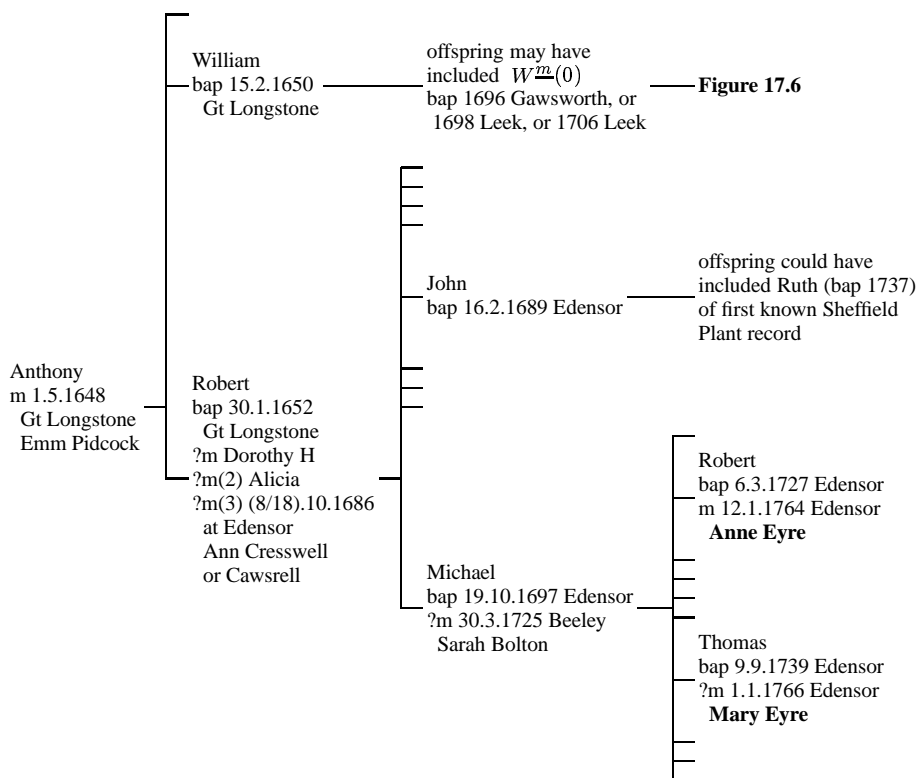 William
bap 15.2.1650
Gt Longstone
offspring may have
included W^m(0)
bap 1696 Gawsworth, or
1698 Leek, or 1706 Leek
Figure 17.6
John
bap 16.2.1689 Edensor
offspring could have
included Ruth (bap 1737)
of first known Sheffield
Plant record
Anthony
m 1.5.1648
Gt Longstone
Emm Pidcock
Robert
bap 30.1.1652
Gt Longstone
?m Dorothy H
?m(2) Alicia
?m(3) (8/18).10.1686
at Edensor
Ann Cresswell
or Cawsrell
Michael
bap 19.10.1697 Edensor
?m 30.3.1725 Beeley
Sarah Bolton
Robert
bap 6.3.1727 Edensor
m 12.1.1764 Edensor
Anne Eyre
Thomas
bap 9.9.1739 Edensor
?m 1.1.1766 Edensor
Mary Eyre